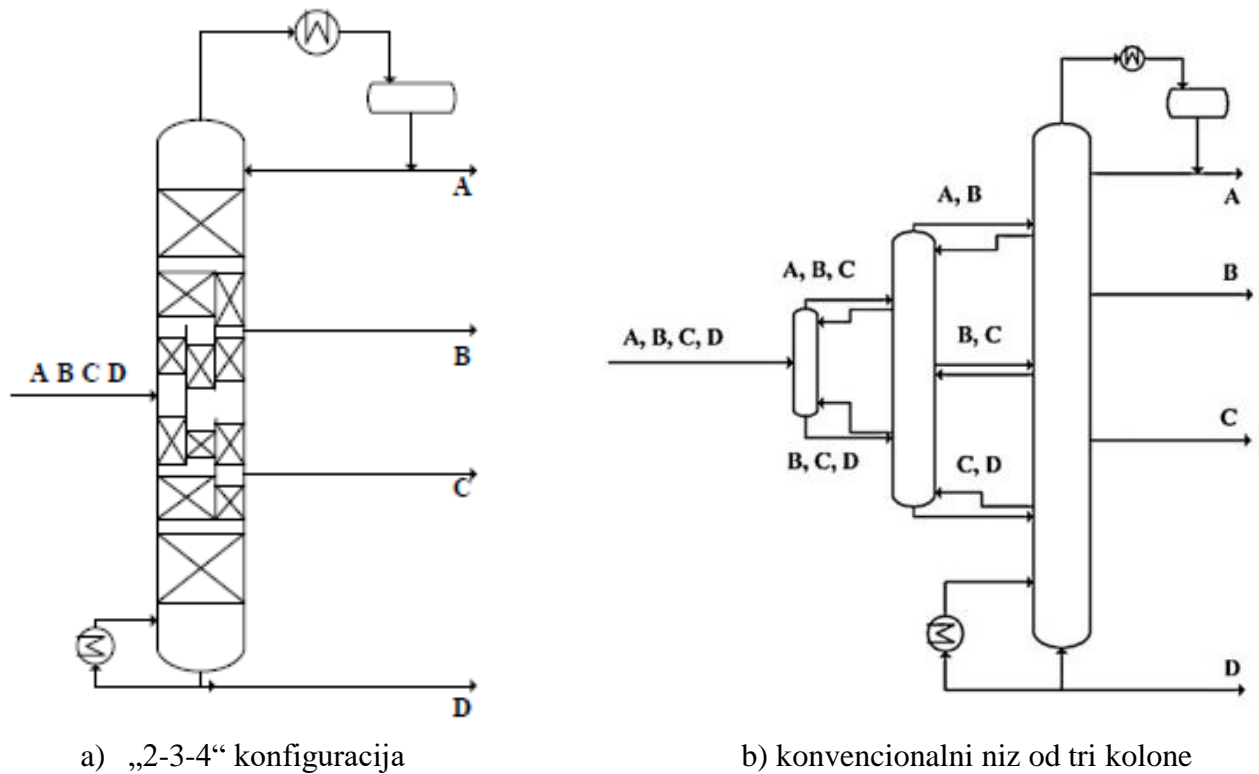 A
B
A B C D
C
D
a) „2-3-4“ konfiguracija
A
A, B
B
A, B, C
A, B, C, D
B, C
C
B, C, D
C, D
D
b) konvencionalni niz od tri kolone